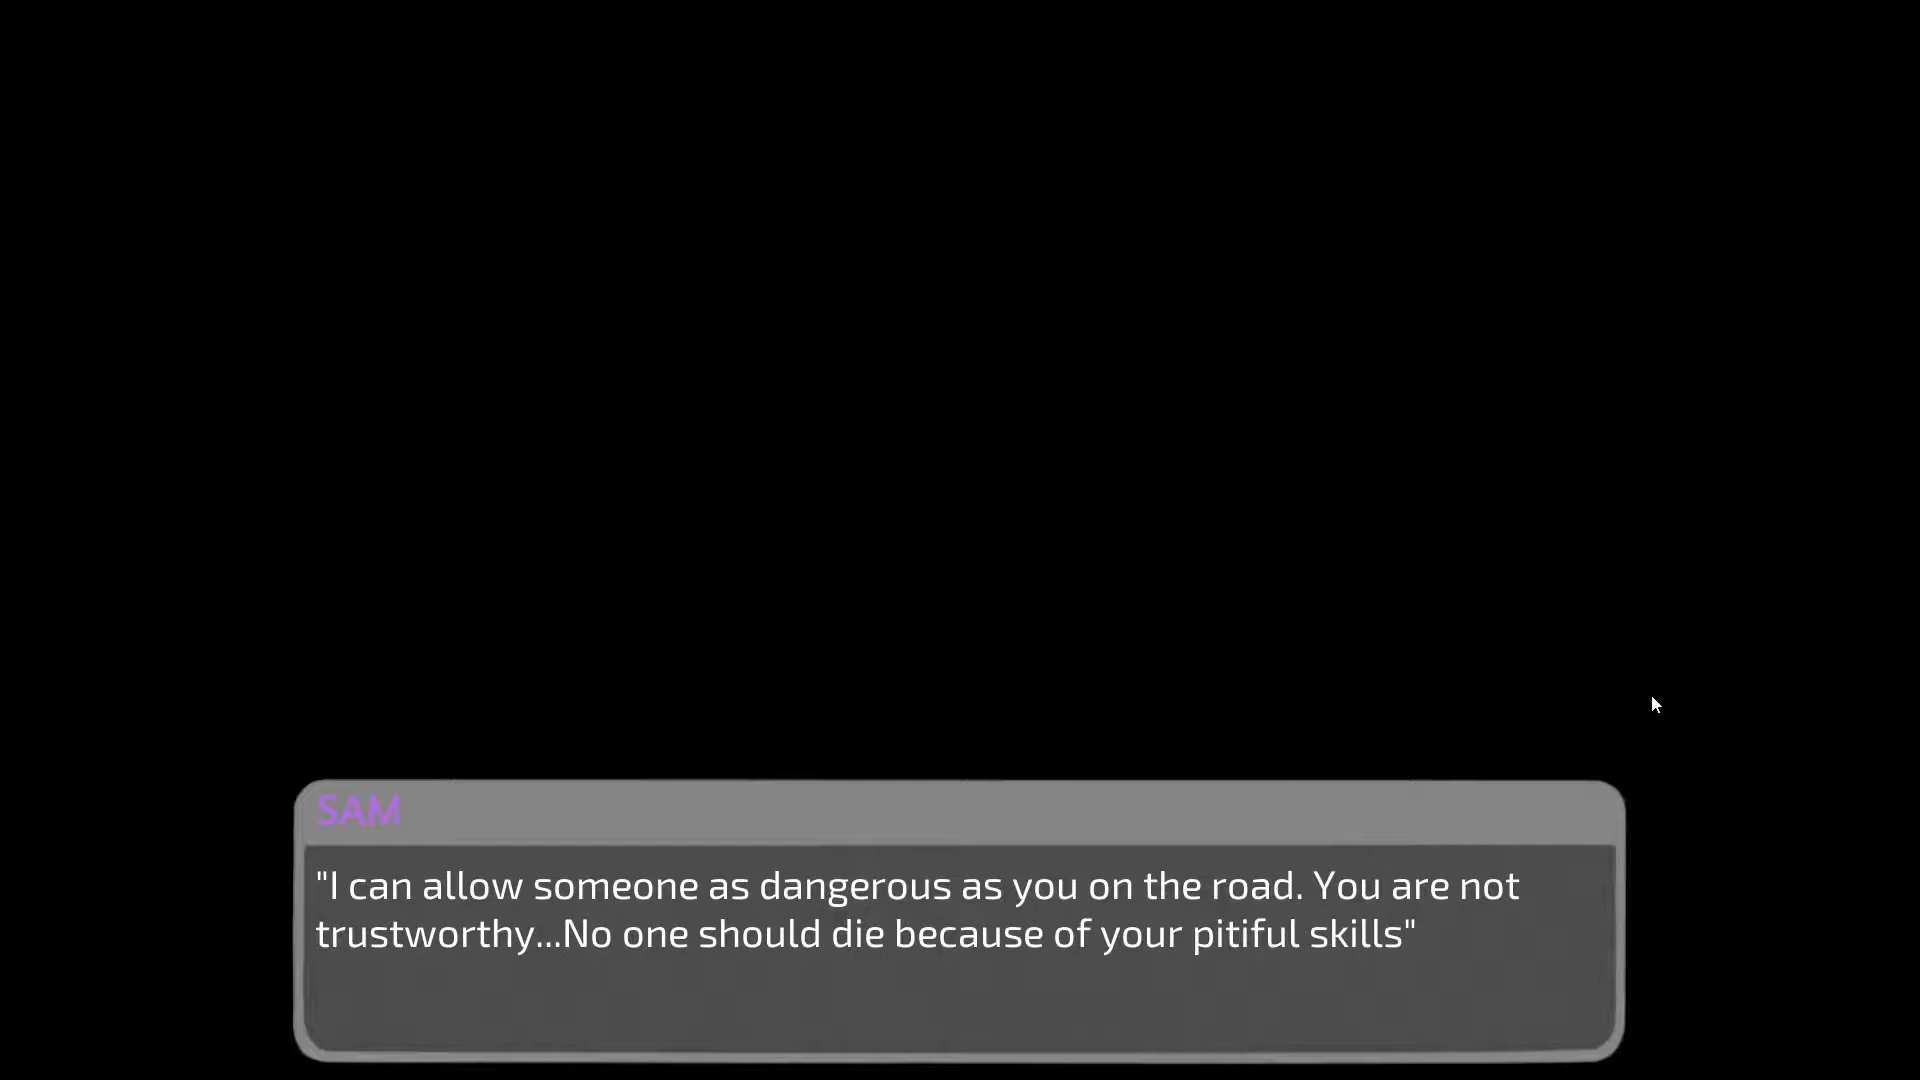 SAM
"I can allow someone as dangerous as you on the road. You are not
trustworthy...No one should die because of your pitiful skills"